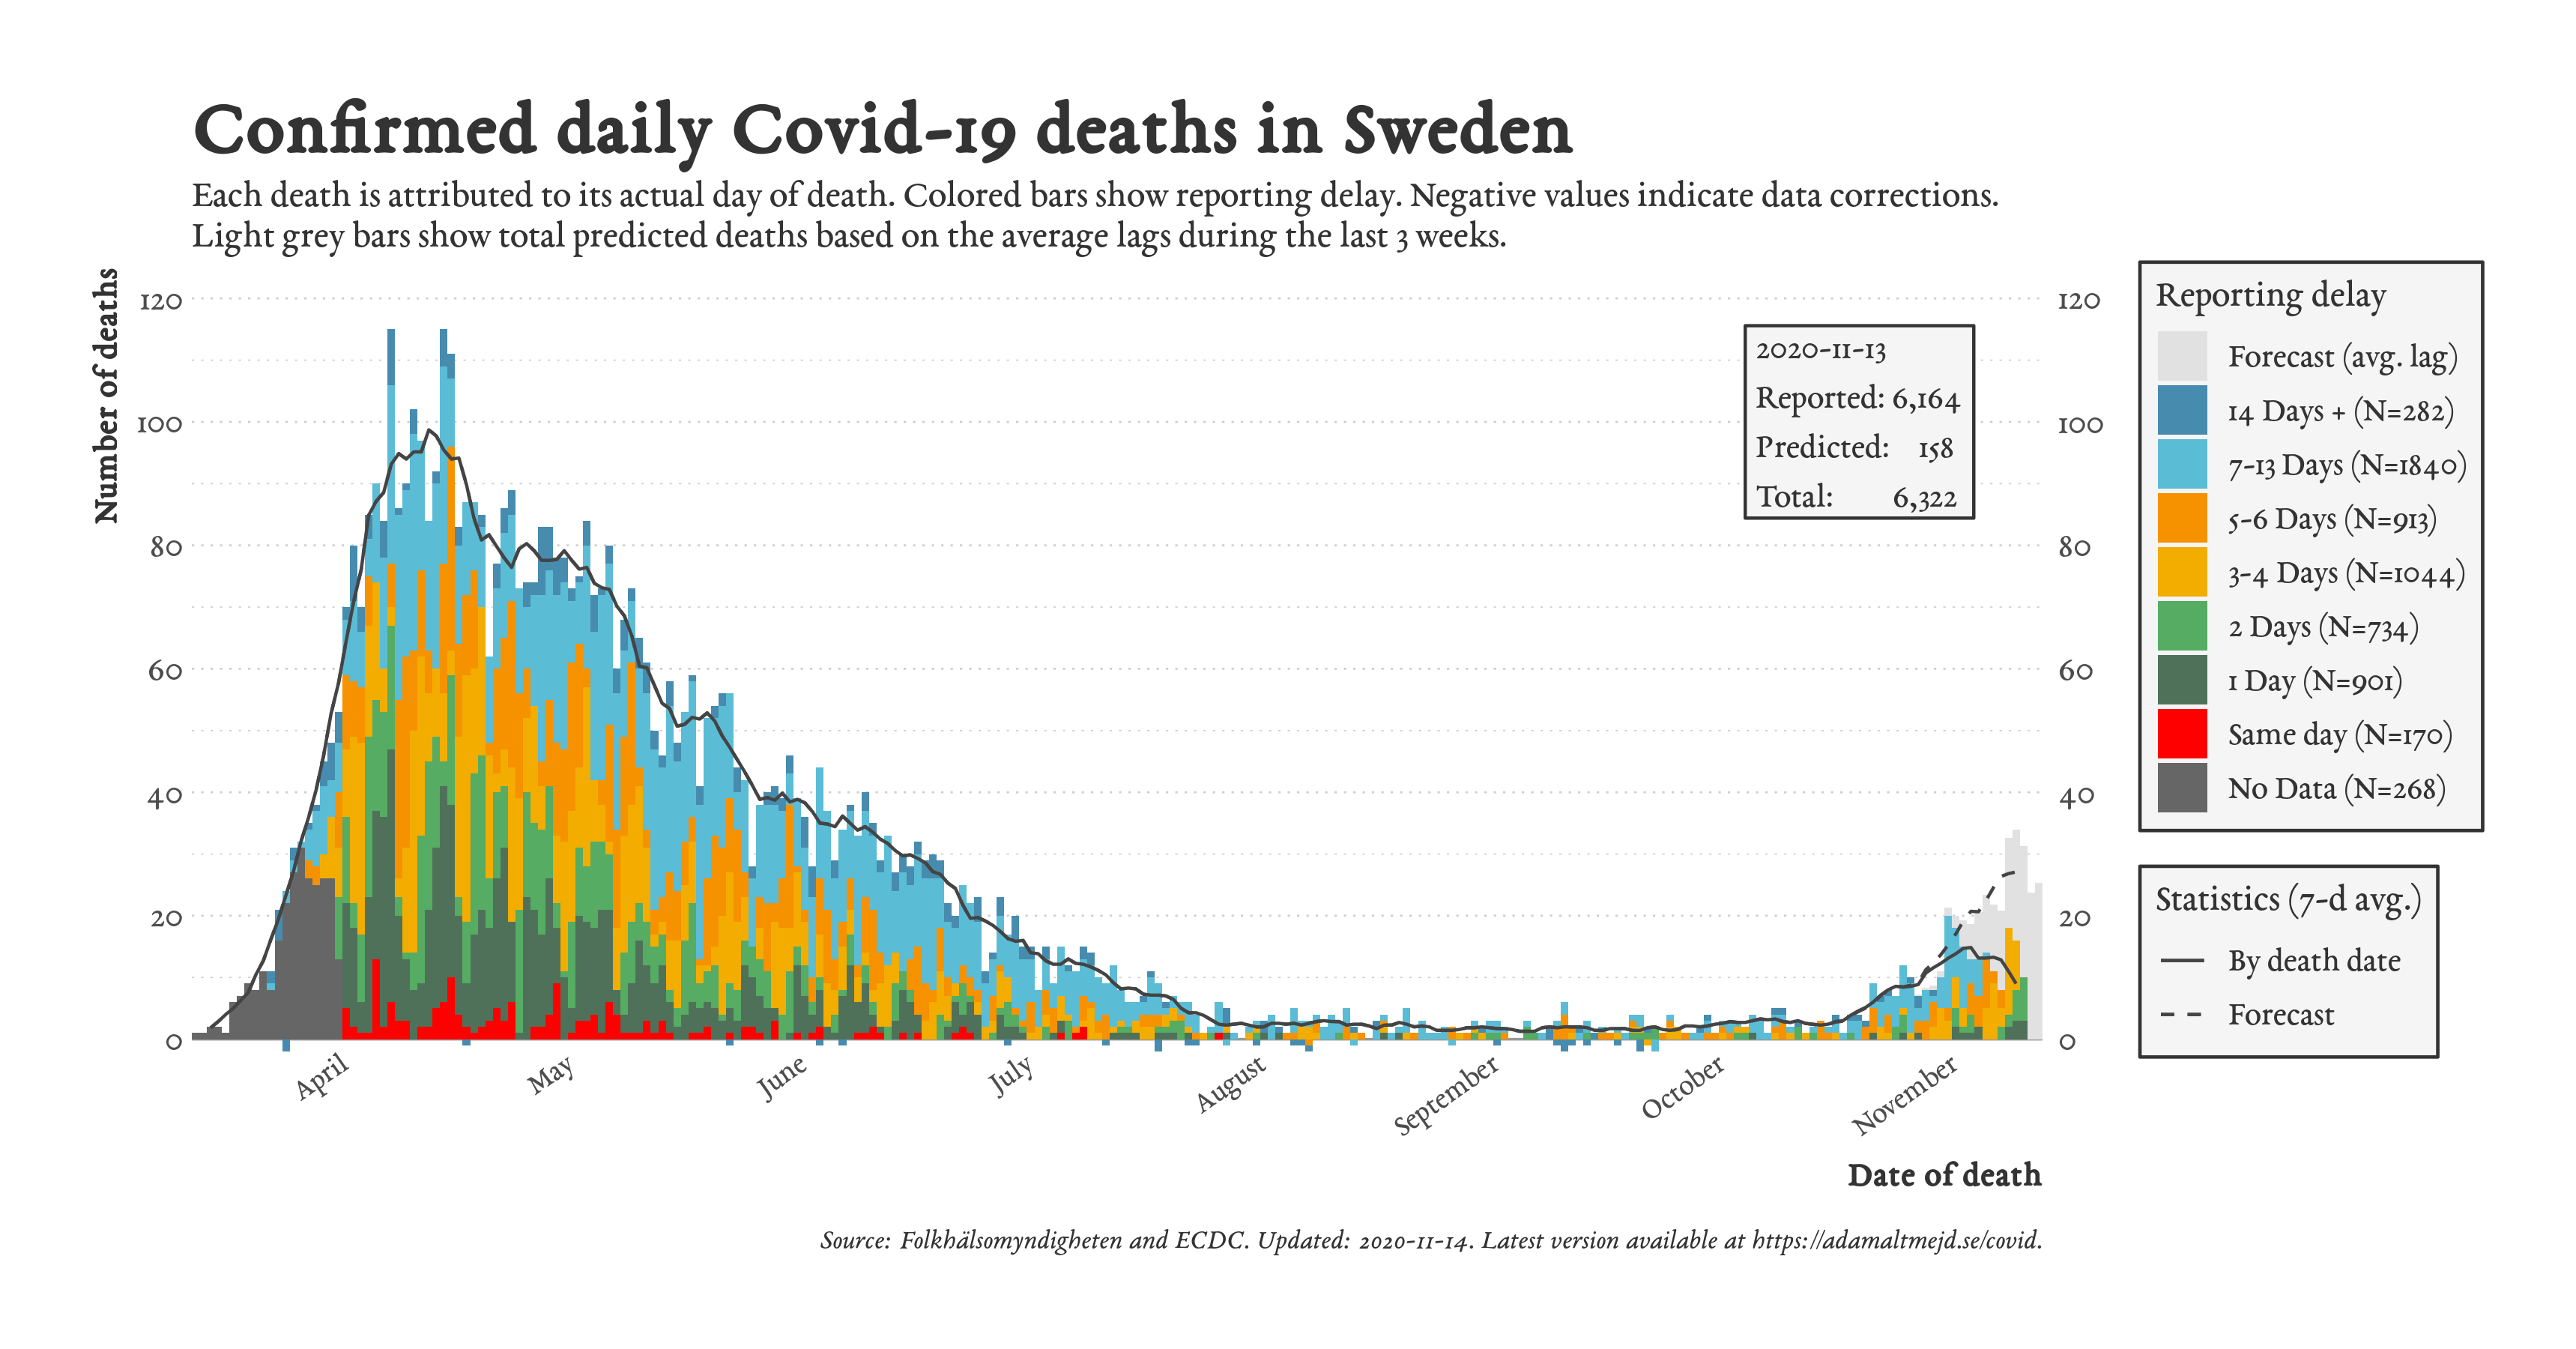 Confirmed daily Covid-19 deaths in Sweden
Each death is attributed to its actual day of death. Colored bars show reporting delay. Negative values indicate data corrections.
Light grey bars show total predicted deaths based on the average lags during the last 3 weeks.
Number of deaths
120
100
80
60
40
20
0
2020-11-13
Reported: 6,164
Predicted: 158
Total: 6,322
120
100
80
60
40
20
0
April
May
June
July
August
September
October
November
Date of death
Reporting delay
Forecast (avg. lag)
14 Days + (N=282)
7-13 Days (N=1840)
5-6 Days (N=913)
3-4 Days (N=1044)
2 Days (N=734)
1 Day (N=901)
Same day (N=170)
No Data (N=268)
Statistics (7-d avg.)
By death date
Forecast
Source: Folkhälsomyndigheten and ECDC. Updated: 2020-11-14. Latest version available at https://adamaltmejd.se/covid.